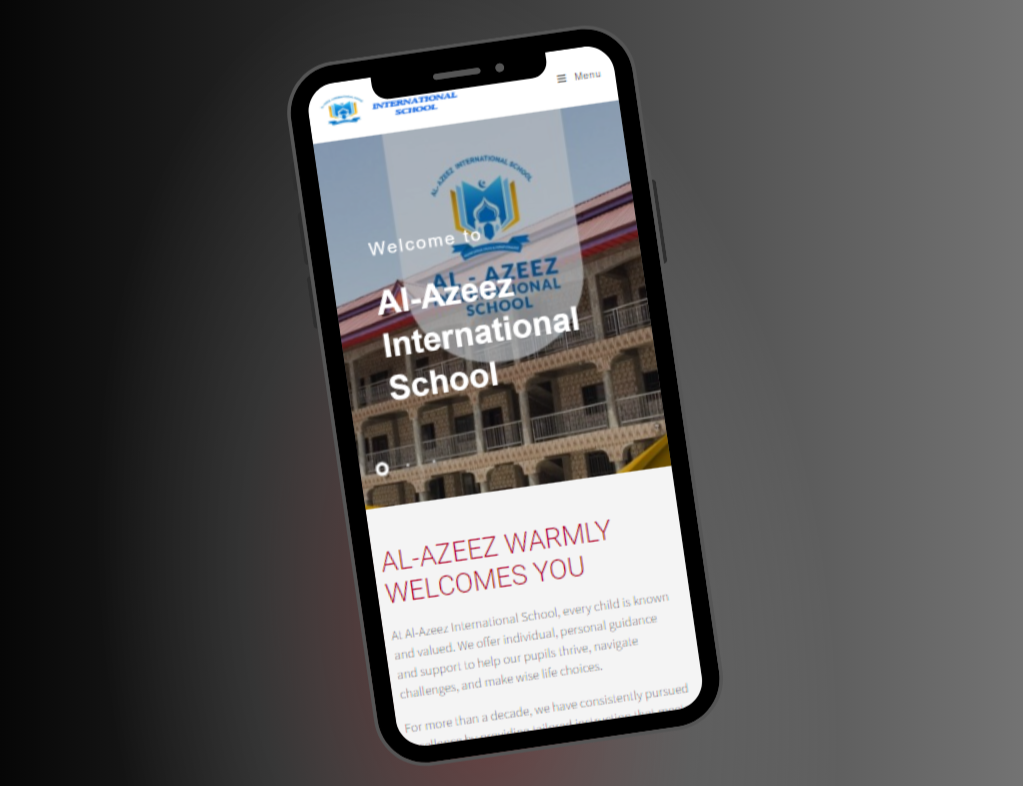 INTERNATIONAL
SCHOOL
Menu
AL-AZEEZ INTERNATIONAL SCHOOL
Welcome to
AL - AZEEZ
SCHOOL
Al-Azeez
International
School
AL-AZEEZ WARMLY
WELCOMES YOU
At Al-Azeez International School, every child is known
and valued. We offer individual, personal guidance
and support to help our pupils thrive, navigate
challenges, and make wise life choices.
For more than a decade, we have consistently pursued